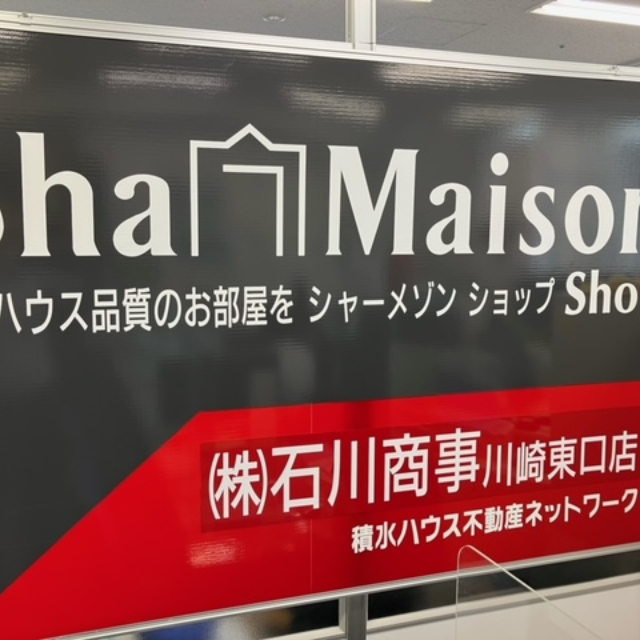 Sha Maison
ハウス品質のお部屋を シャーメゾン ショップ Sho
(株)石川商事川崎東口店
積水ハウス不動産ネットワーク